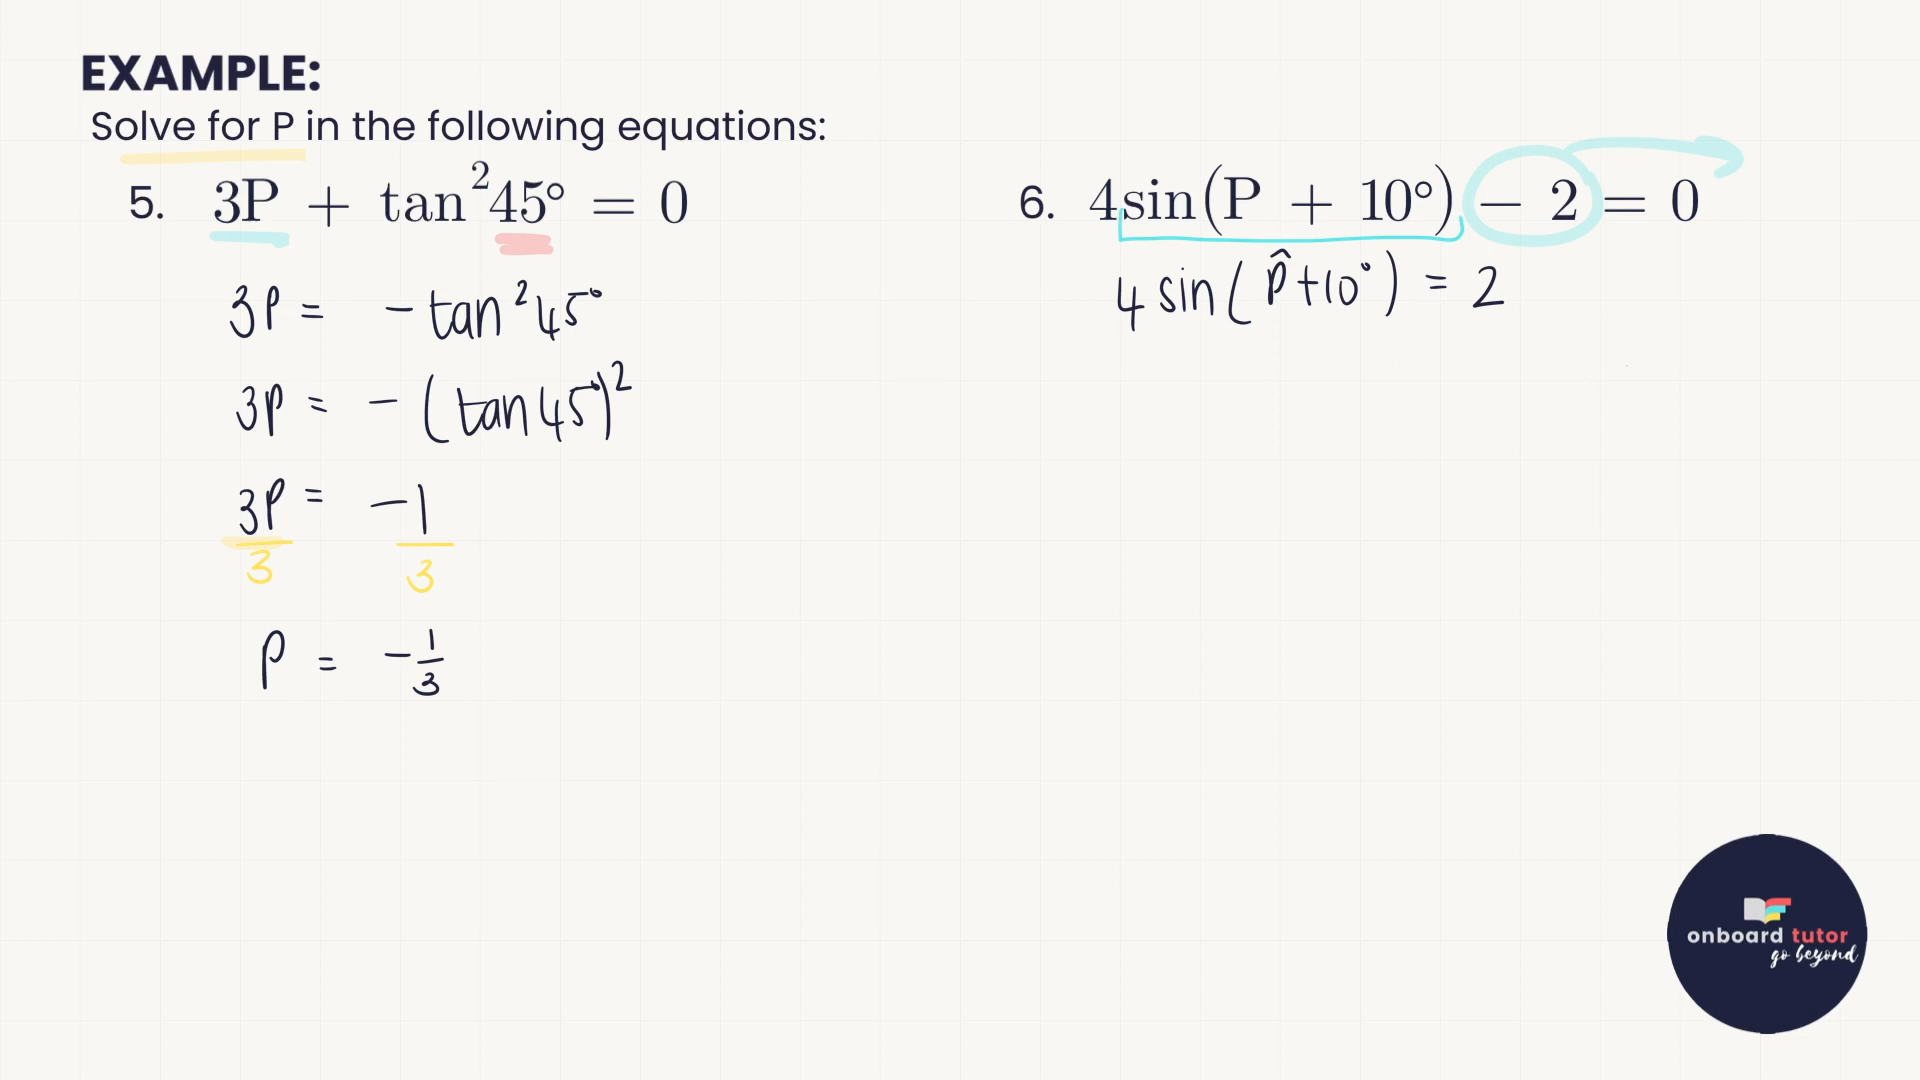 EXAMPLE:
Solve for P in the following equations:
5. 3P + tan²45° = 0
3P = - tan²45°
3P = - (tan45°)²
3P = -1
3 3
P = -1/3
6. 4sin(P + 10°) - 2 = 0
4 sin(P̂+10°) = 2
onboard tutor
go beyond